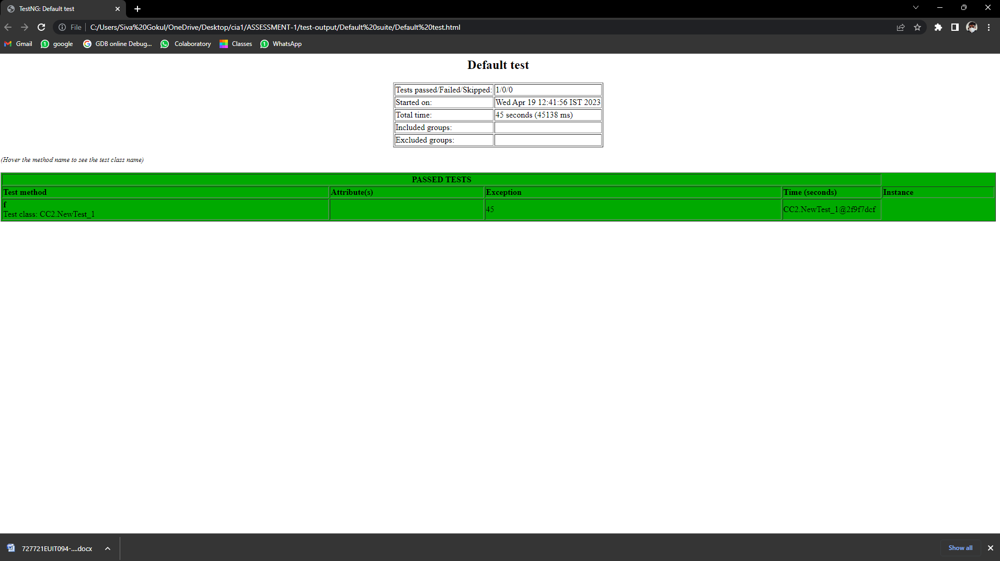 TestNG: Default test
File C:/Users/Siva%20Gokul/OneDrive/Desktop/cia1/ASSESSMENT-1/test-output/Default%20suite/Default%20test.html
Gmail 1 google GDB online Debug... Colaboratory Classes 1 WhatsApp
Default test
Tests passed/Failed/Skipped: 1/0/0
Started on: Wed Apr 19 12:41:56 IST 2023
Total time: 45 seconds (45138 ms)
Included groups:
Excluded groups:
(Hover the method name to see the test class name)
PASSED TESTS
Test method Attribute(s) Exception Time (seconds) Instance
f
Test class: CC2.NewTest_1 45 CC2.NewTest_1@2f9f7dcf
727721EUIT094-....docx Show all